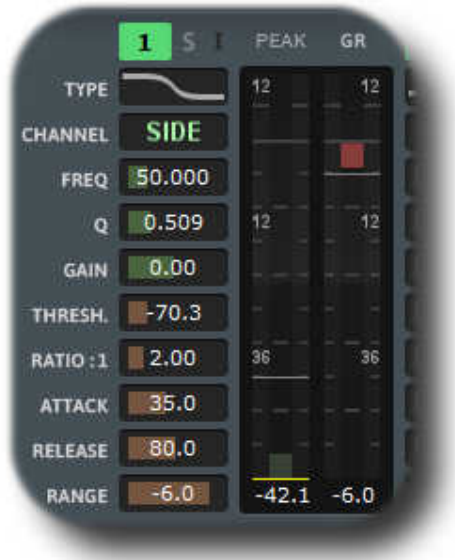 1 S I PEAK GR
TYPE 12 12
CHANNEL SIDE
FREQ 50.000
Q 0.509 12 12
GAIN 0.00
THRESH. -70.3
RATIO:1 2.00 36 36
ATTACK 35.0
RELEASE 80.0
RANGE -6.0 -42.1 -6.0